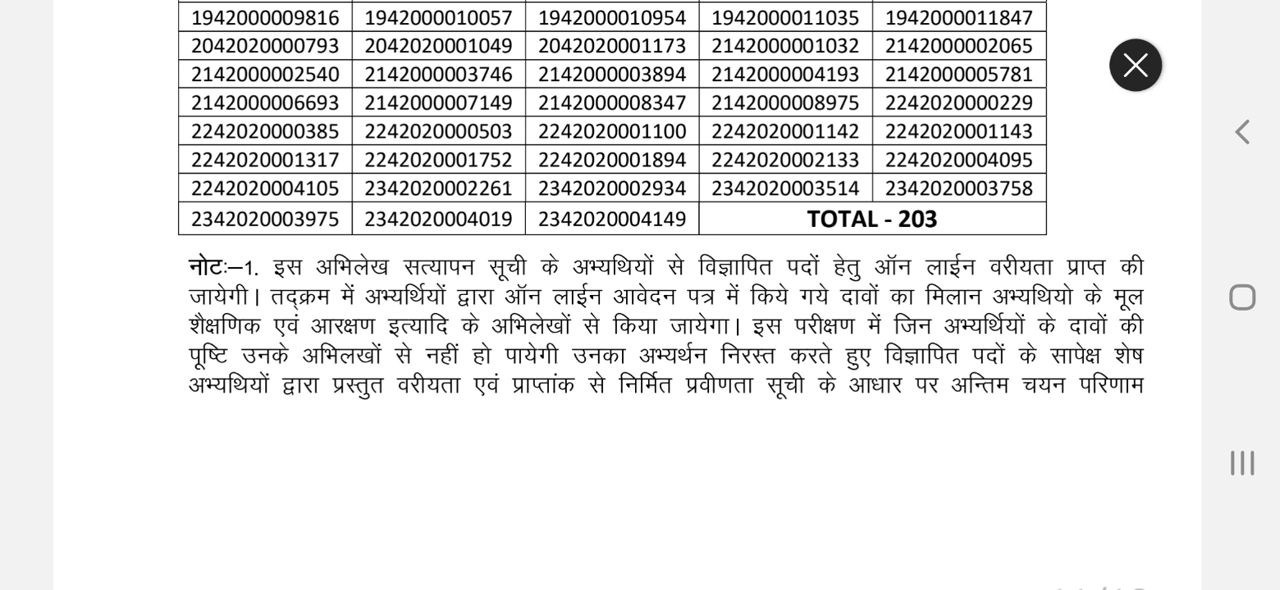 1942000009816 1942000010057 1942000010954 1942000011035 1942000011847
2042020000793 2042020001049 2042020001173 2142000001032 2142000002065
2142000002540 2142000003746 2142000003894 2142000004193 2142000005781
2142000006693 2142000007149 2142000008347 2142000008975 2242020000229
2242020000385 2242020000503 2242020001100 2242020001142 2242020001143
2242020001317 2242020001752 2242020001894 2242020002133 2242020004095
2242020004105 2342020002261 2342020002934 2342020003514 2342020003758
2342020003975 2342020004019 2342020004149 TOTAL - 203
नोटः–1. इस अभिलेख सत्यापन सूची के अभ्यथियों से विज्ञापित पदों हेतु ऑन लाईन वरीयता प्राप्त की
जायेगी। तद्क्रम में अभ्यर्थियों द्वारा ऑन लाईन आवेदन पत्र में किये गये दावों का मिलान अभ्यथियो के मूल
शैक्षणिक एवं आरक्षण इत्यादि के अभिलेखों से किया जायेगा। इस परीक्षण में जिन अभ्यर्थियों के दावों की
पूष्टि उनके अभिलखों से नहीं हो पायेगी उनका अभ्यर्थन निरस्त करते हुए विज्ञापित पदों के सापेक्ष शेष
अभ्यथियों द्वारा प्रस्तुत वरीयता एवं प्राप्तांक से निर्मित प्रवीणता सूची के आधार पर अन्तिम चयन परिणाम